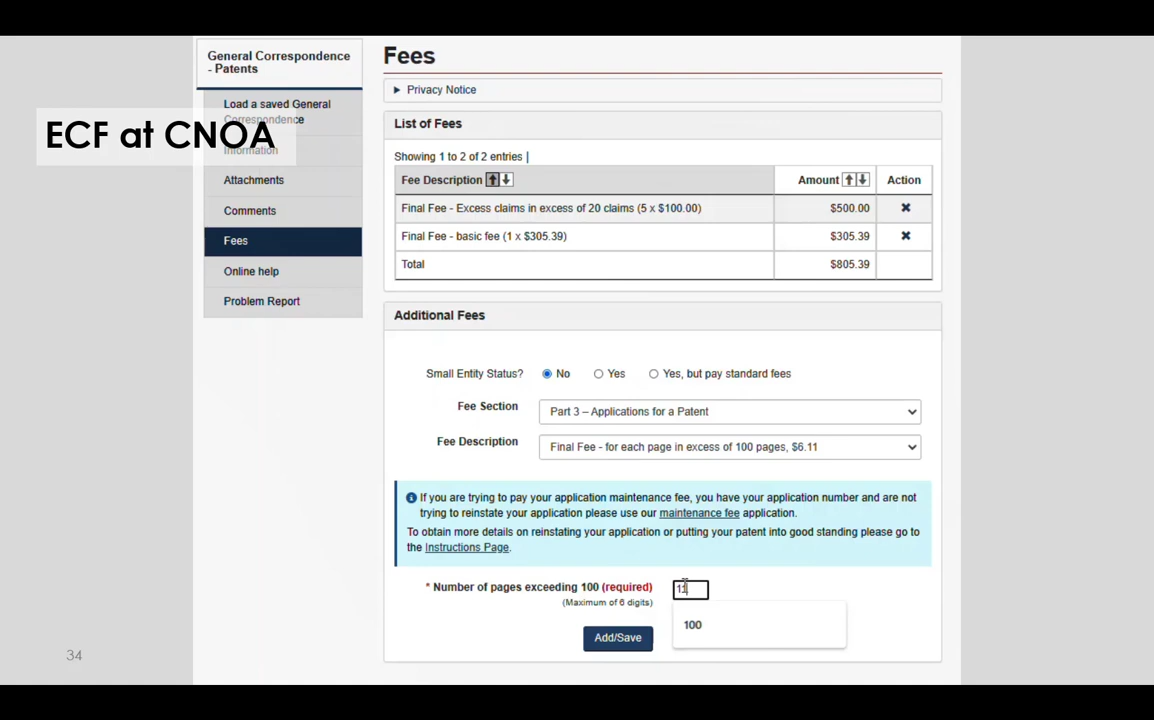 General Correspondence
- Patents
Load a saved General
Correspondence
Information
ECF at CNOA
Attachments
Comments
Fees
Online help
Problem Report
Fees
Privacy Notice
List of Fees
Showing 1 to 2 of 2 entries |
Fee Description Amount Action
Final Fee - Excess claims in excess of 20 claims (5 x $100.00) $500.00
Final Fee - basic fee (1 x $305.39) $305.39
Total $805.39
Additional Fees
Small Entity Status? No Yes Yes, but pay standard fees
Fee Section Part 3 – Applications for a Patent
Fee Description Final Fee - for each page in excess of 100 pages, $6.11
If you are trying to pay your application maintenance fee, you have your application number and are not
trying to reinstate your application please use our maintenance fee application.
To obtain more details on reinstating your application or putting your patent into good standing please go to
the Instructions Page.
* Number of pages exceeding 100 (required)
(Maximum of 6 digits)
100
Add/Save
34